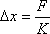 Δx = F/K